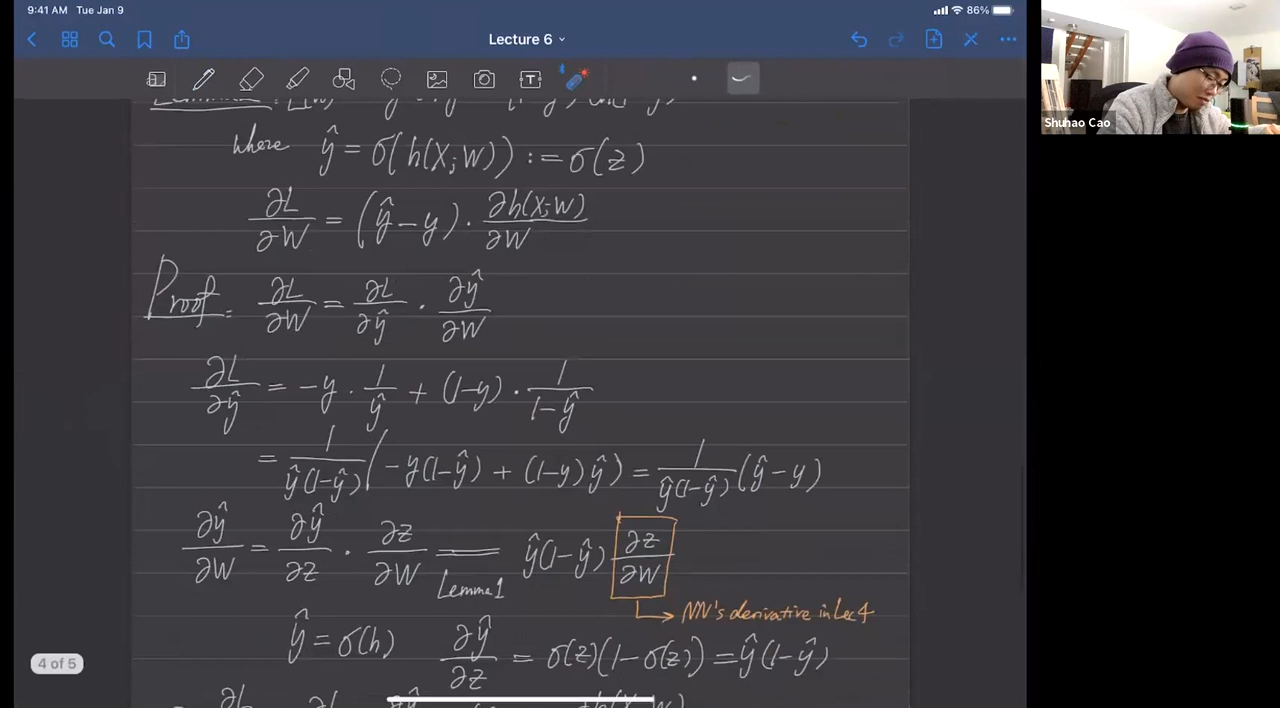 9:41 AM Tue Jan 9
86%
Lecture 6
Shuhao Cao
where ŷ = σ(h(X;W)) := σ(z)
∂L/∂W = (ŷ − y) · ∂h(X;W)/∂W
Proof: ∂L/∂W = ∂L/∂ŷ · ∂ŷ/∂W
∂L/∂ŷ = −y · 1/ŷ + (1−y) · 1/(1−ŷ)
= 1/(ŷ(1−ŷ)) (−y(1−ŷ) + (1−y)ŷ) = 1/(ŷ(1−ŷ)) (ŷ−y)
∂ŷ/∂W = ∂ŷ/∂z · ∂z/∂W = ŷ(1−ŷ) ∂z/∂W
Lemma 1
NN's derivative in Lec 4
ŷ = σ(h) ∂ŷ/∂z = σ(z)(1−σ(z)) = ŷ(1−ŷ)
4 of 5